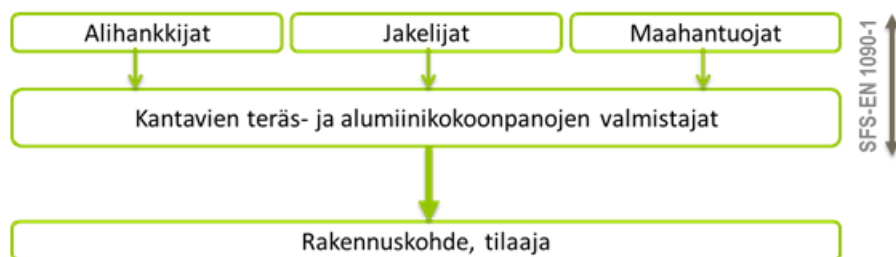 Alihankkijat
Jakelijat
Maahantuojat
SFS-EN 1090-1
Kantavien teräs- ja alumiinikokoonpanojen valmistajat
Rakennuskohde, tilaaja